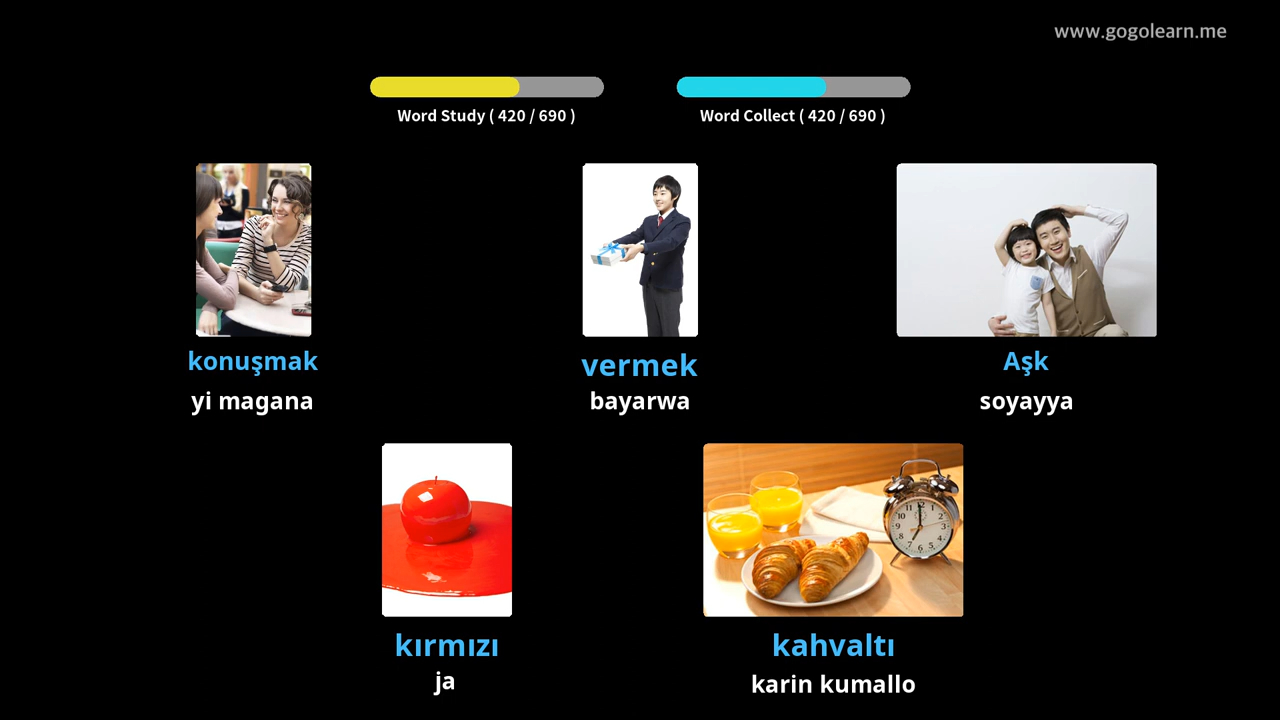 www.gogolearn.me
Word Study ( 420 / 690 )
Word Collect ( 420 / 690 )
konuşmak
yi magana
vermek
bayarwa
Aşk
soyayya
kırmızı
ja
kahvaltı
karin kumallo